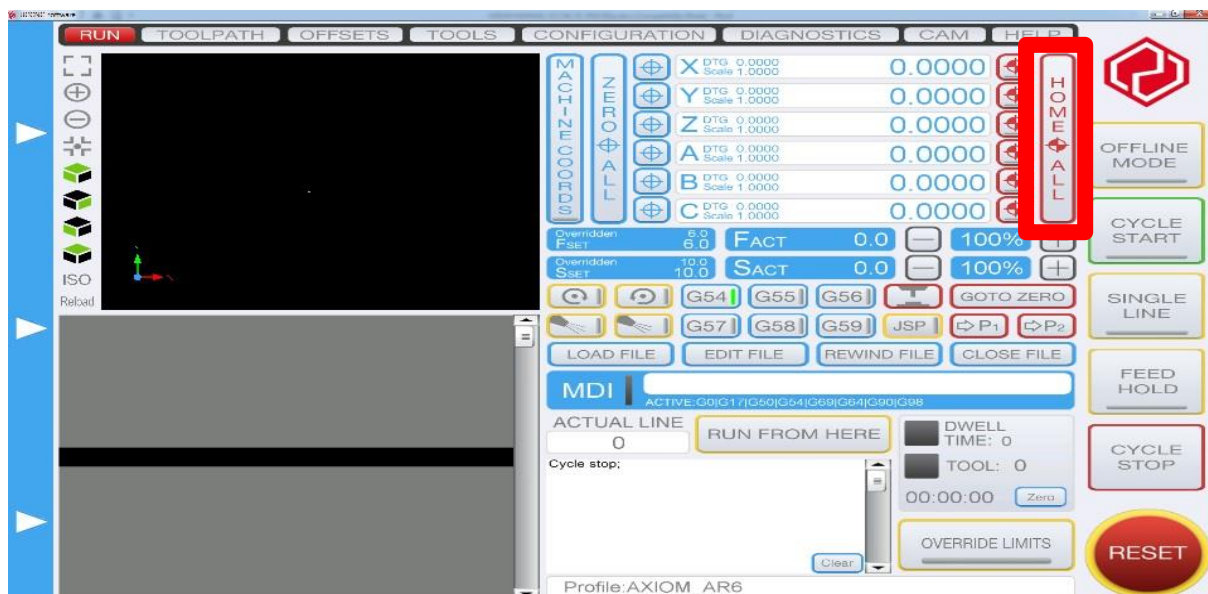 UCCNC software
RUN TOOLPATH OFFSETS TOOLS CONFIGURATION DIAGNOSTICS CAM HELP
MACHINE COORDS
ZERO ALL
X DTG 0.0000 Scale 1.0000 0.0000
Y DTG 0.0000 Scale 1.0000 0.0000
Z DTG 0.0000 Scale 1.0000 0.0000
A DTG 0.0000 Scale 1.0000 0.0000
B DTG 0.0000 Scale 1.0000 0.0000
C DTG 0.0000 Scale 1.0000 0.0000
HOME ALL
OFFLINE
MODE
CYCLE
START
SINGLE
LINE
FEED
HOLD
CYCLE
STOP
RESET
ISO
Reload
Overridden 6.0
FSET 6.0
FACT 0.0 100%
Overridden 10.0
SSET 10.0
SACT 0.0 100%
G54 G55 G56 GOTO ZERO
G57 G58 G59 JSP P1 P2
LOAD FILE EDIT FILE REWIND FILE CLOSE FILE
MDI
ACTIVE:G0|G17|G50|G54|G69|G64|G90|G98
ACTUAL LINE
0
RUN FROM HERE
DWELL
TIME: 0
TOOL: 0
00:00:00 Zero
Cycle stop;
Clear
OVERRIDE LIMITS
Profile:AXIOM_AR6